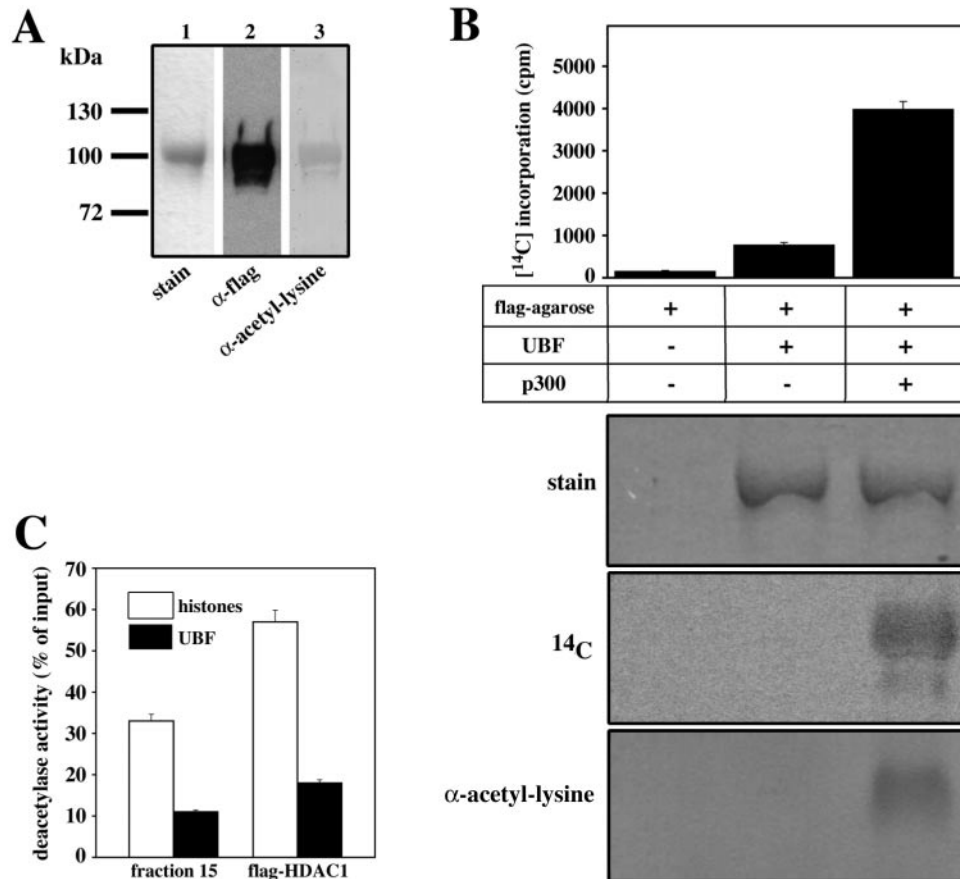 A
1 2 3
kDa
130
100
72
stain
α-flag
α-acetyl-lysine
B
[¹⁴C] incorporation (cpm)
5000
4000
3000
2000
1000
0
flag-agarose + + +
UBF - + +
p300 - - +
stain
¹⁴C
α-acetyl-lysine
C
deacetylase activity (% of input)
70
60
50
40
30
20
10
0
histones
UBF
fraction 15 flag-HDAC1